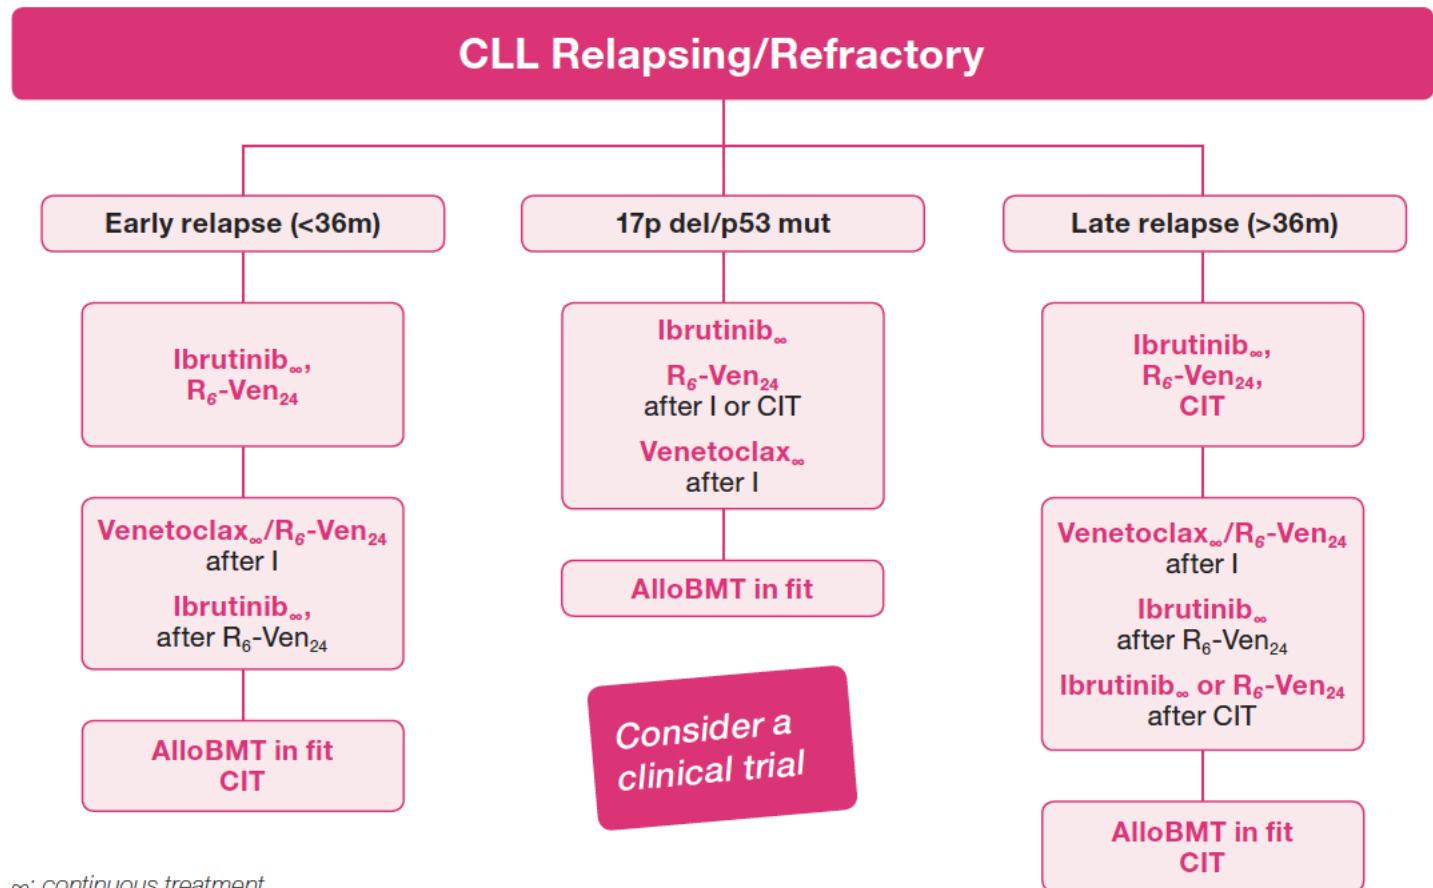 CLL Relapsing/Refractory
Early relapse (<36m)
Ibrutinib∞,
R6-Ven24
Venetoclax∞/R6-Ven24
after I
Ibrutinib∞,
after R6-Ven24
AlloBMT in fit
CIT
17p del/p53 mut
Ibrutinib∞
R6-Ven24
after I or CIT
Venetoclax∞
after I
AlloBMT in fit
Consider a
clinical trial
Late relapse (>36m)
Ibrutinib∞,
R6-Ven24,
CIT
Venetoclax∞/R6-Ven24
after I
Ibrutinib∞
after R6-Ven24
Ibrutinib∞ or R6-Ven24
after CIT
AlloBMT in fit
CIT
∞: continuous treatment